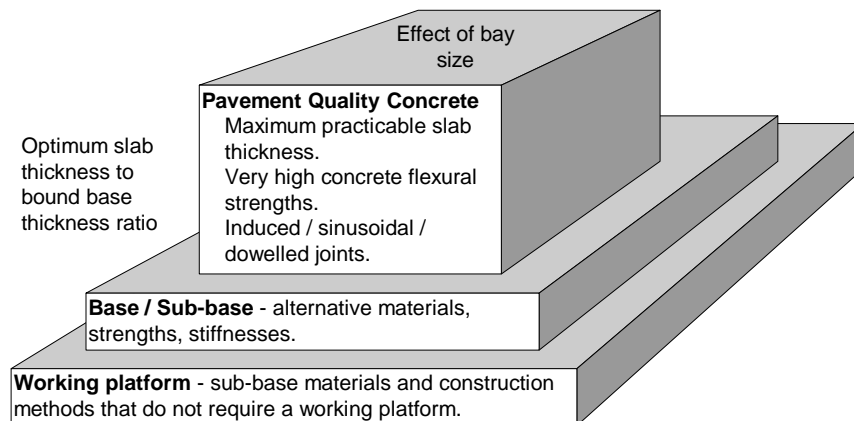 Effect of bay
size
Pavement Quality Concrete
Maximum practicable slab
thickness.
Very high concrete flexural
strengths.
Induced / sinusoidal /
dowelled joints.
Optimum slab
thickness to
bound base
thickness ratio
Base / Sub-base - alternative materials,
strengths, stiffnesses.
Working platform - sub-base materials and construction
methods that do not require a working platform.